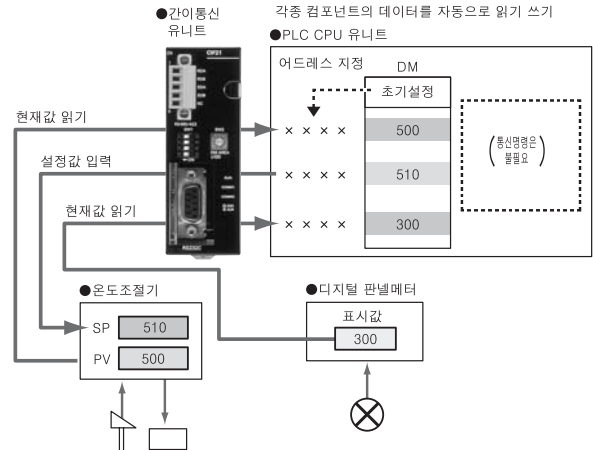 각종 컴포넌트의 데이터를 자동으로 읽기 쓰기
●간이통신
유니트
●PLC CPU 유니트
어드레스 지정
DM
초기설정
현재값 읽기
× × × ×
500
(통신명령은
불필요)
설정값 입력
× × × ×
510
현재값 읽기
× × × ×
300
CIF21
RS232C
●온도조절기
SP 510
PV 500
●디지털 판넬메터
표시값
300